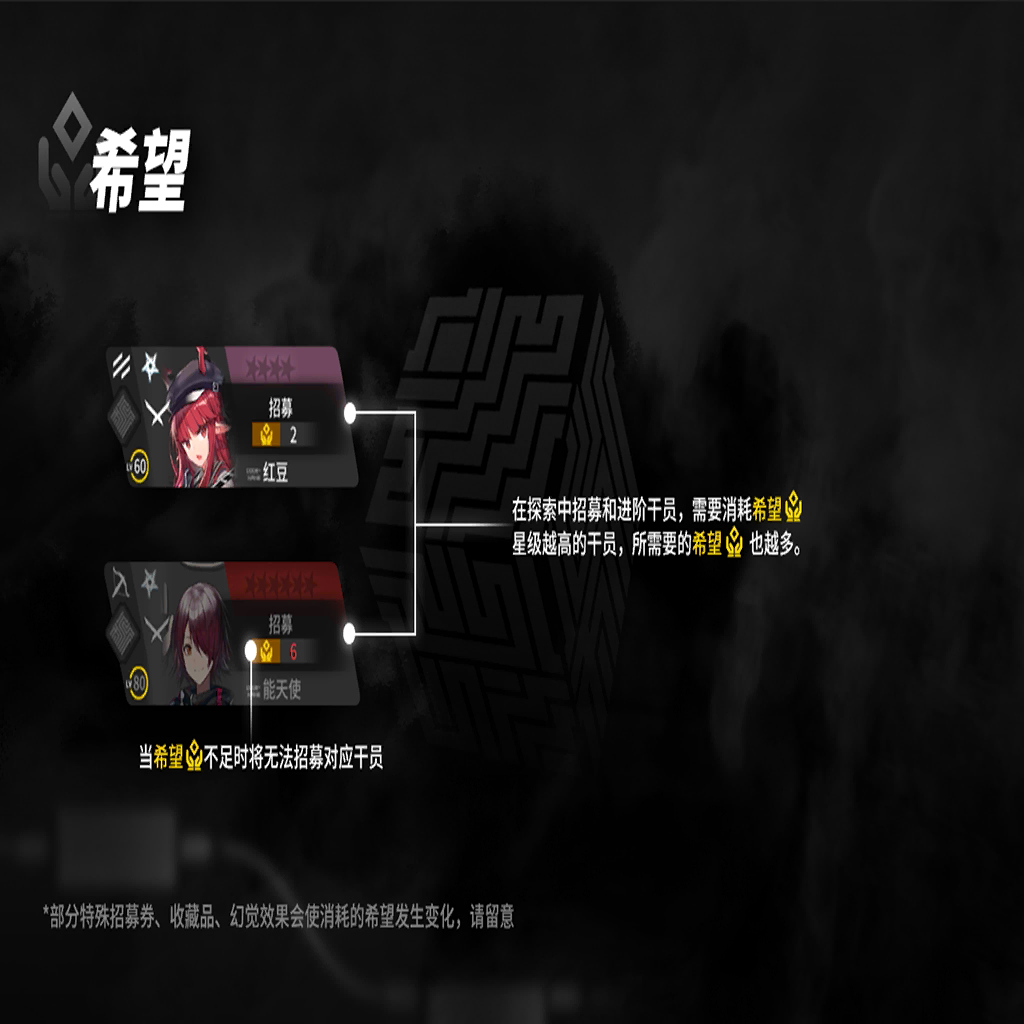 希望
招募
2
LV 60
红豆
在探索中招募和进阶干员，需要消耗希望
星级越高的干员，所需要的希望 也越多。
招募
6
LV 80
能天使
当希望不足时将无法招募对应干员
*部分特殊招募券、收藏品、幻觉效果会使消耗的希望发生变化，请留意